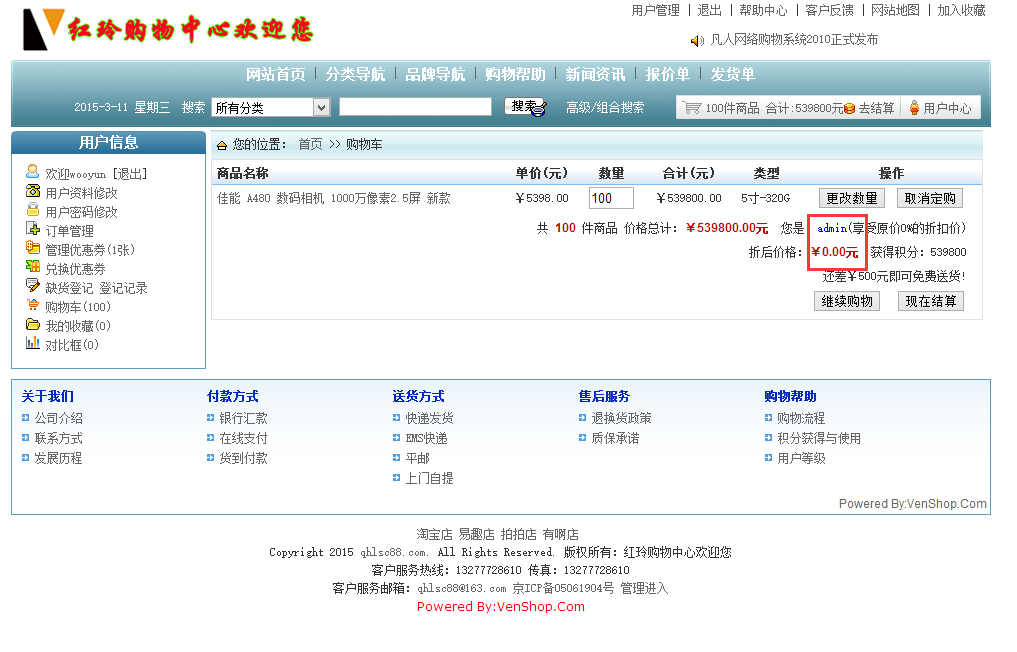 用户管理 | 退出 | 帮助中心 | 客户反馈 | 网站地图 | 加入收藏
红玲购物中心欢迎您
凡人网络购物系统2010正式发布
网站首页 | 分类导航 | 品牌导航 | 购物帮助 | 新闻资讯 | 报价单 | 发货单
2015-3-11 星期三 搜索 所有分类 搜索 高级/组合搜索 100件商品 合计:539800元 去结算 用户中心
用户信息
欢迎wooyun [退出]
用户资料修改
用户密码修改
订单管理
管理优惠券(1张)
兑换优惠券
缺货登记 登记记录
购物车(100)
我的收藏(0)
对比框(0)
您的位置: 首页 >> 购物车
商品名称 单价(元) 数量 合计(元) 类型 操作
佳能 A480 数码相机 1000万像素2.5屏 新款 ￥5398.00 100 ￥539800.00 5寸-320G 更改数量 取消定购
共 100 件商品 价格总计: ￥539800.00元 您是 admin(享受原价0%的折扣价)
折后价格: ￥0.00元 获得积分: 539800
还差￥500元即可免费送货!
继续购物 现在结算
关于我们
公司介绍
联系方式
发展历程
付款方式
银行汇款
在线支付
货到付款
送货方式
快递发货
EMS快递
平邮
上门自提
售后服务
退换货政策
质保承诺
购物帮助
购物流程
积分获得与使用
用户等级
Powered By:VenShop.Com
淘宝店 易趣店 拍拍店 有啊店
Copyright 2015 qhlsc88.com. All Rights Reserved. 版权所有: 红玲购物中心欢迎您
客户服务热线: 13277728610 传真: 13277728610
客户服务邮箱: qhlsc88@163.com 京ICP备05061904号 管理进入
Powered By:VenShop.Com